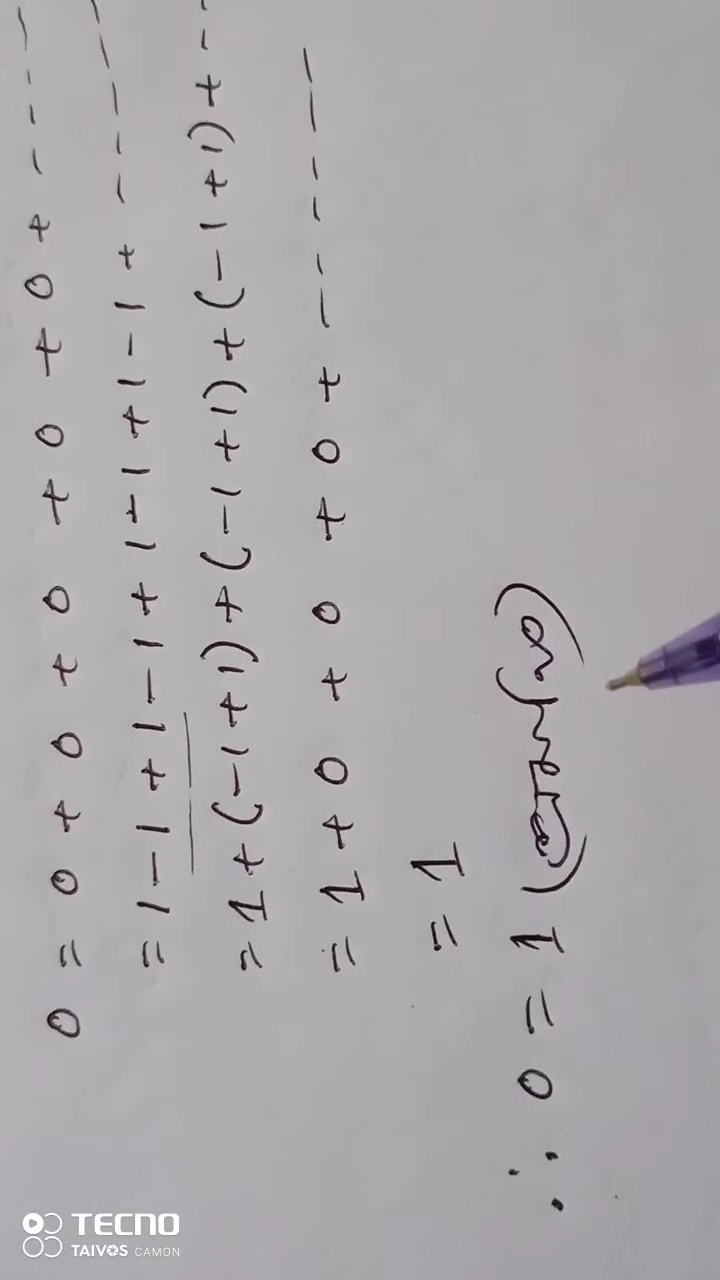 0 = 0 + 0 + 0 + 0 + 0 + ----
= 1 - 1 + 1 - 1 + 1 - 1 + 1 - 1 + ----
= 1 + (-1 + 1) + (-1 + 1) + (-1 + 1) + --
= 1 + 0 + 0 + 0 + -----
= 1
∴ 0 = 1
TECNO
TAIVOS CAMON